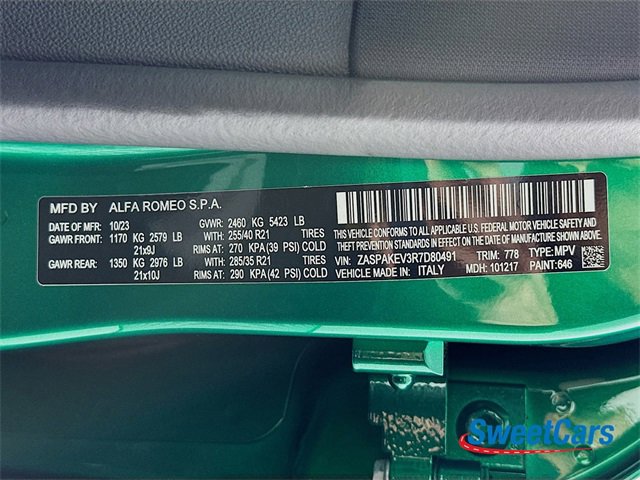 MFD BY ALFA ROMEO S.P.A.
DATE OF MFR: 10/23 GVWR: 2460 KG 5423 LB
GAWR FRONT: 1170 KG 2579 LB 255/40 R21 TIRES
21x9J RIMS AT: 270 KPA (39 PSI) COLD
GAWR REAR: 1350 KG 2976 LB 285/35 R21 TIRES
21x10J RIMS AT: 290 KPA (42 PSI) COLD
THIS VEHICLE CONFORMS TO ALL APPLICABLE U.S. FEDERAL MOTOR VEHICLE SAFETY
AND THEFT PREVENTION STANDARDS IN EFFECT ON THE DATE OF MANUFACTURE SHOWN ABOVE.
VIN: ZASPAKEV3R7D80491 TRIM: 778 TYPE: MPV
VEHICLE MADE IN: ITALY MDH: 101217 PAINT: 646
SweetCars